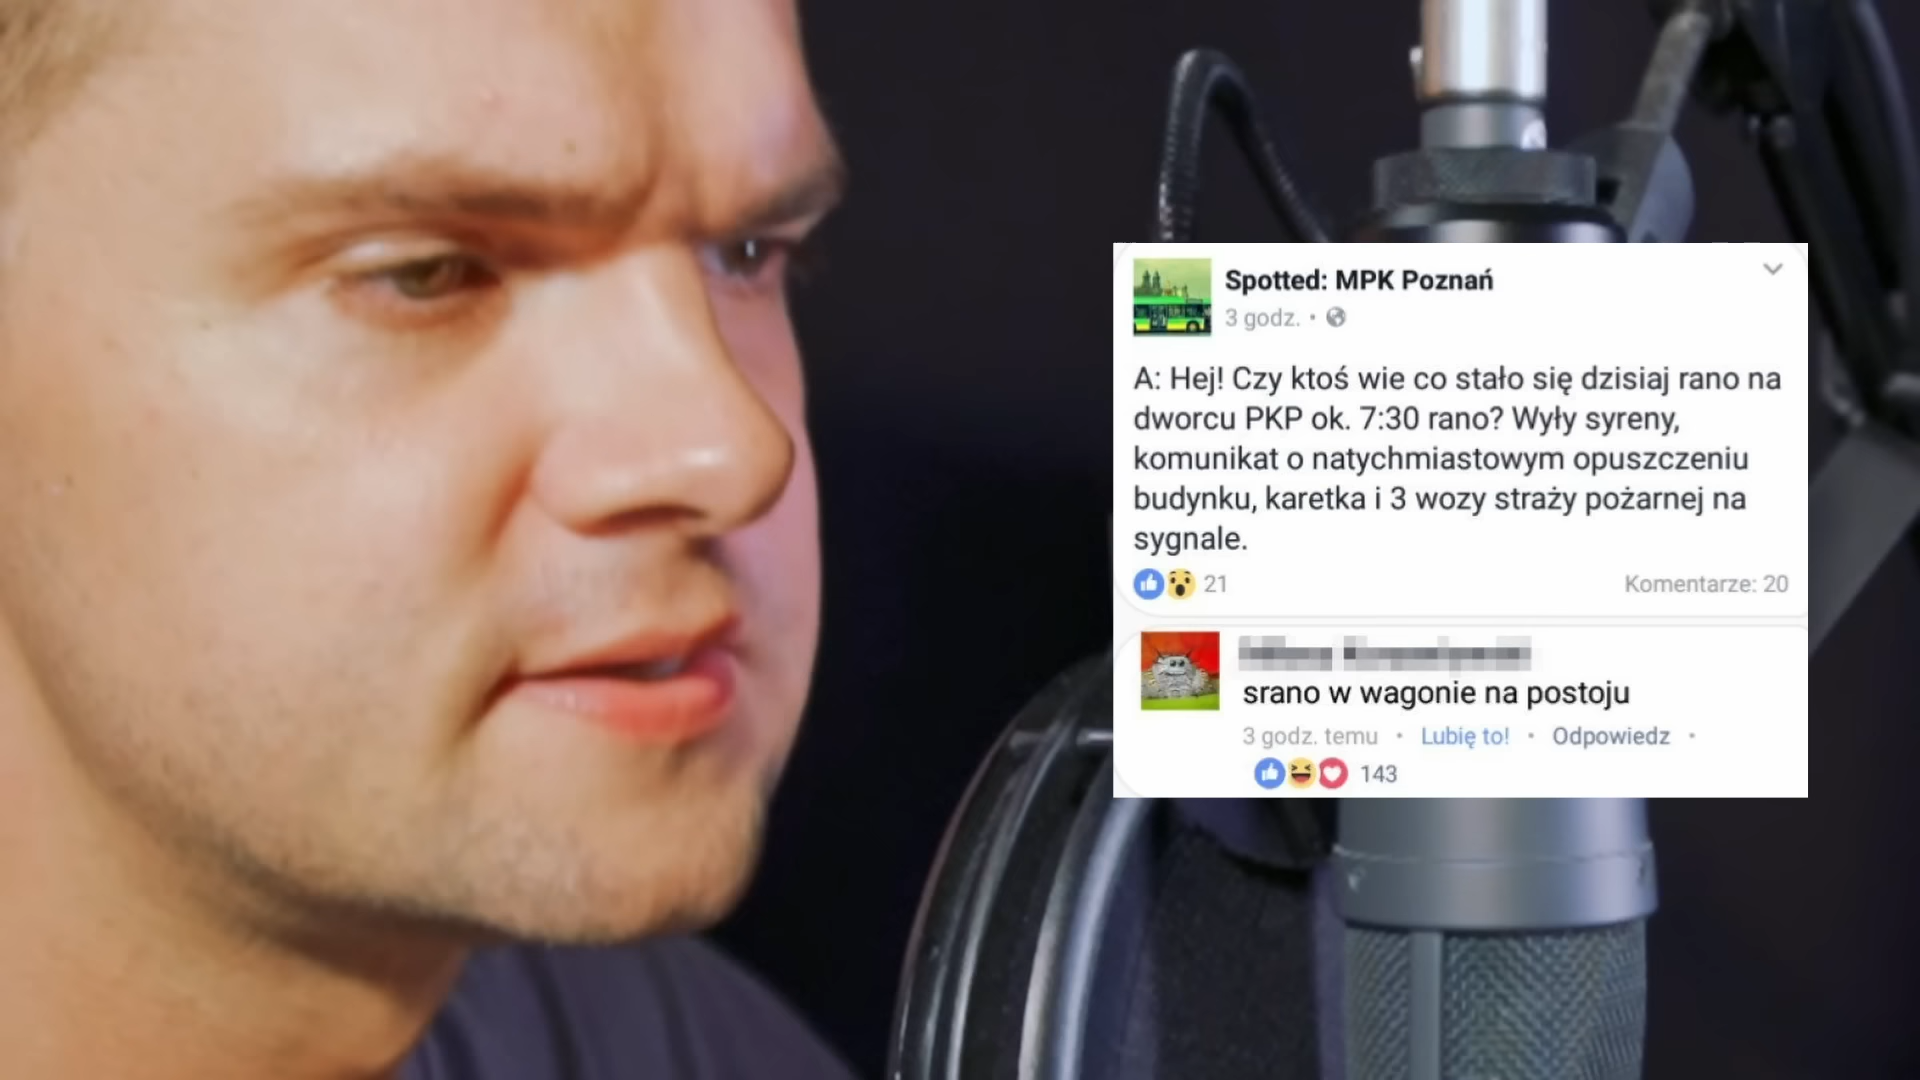 Spotted: MPK Poznań
3 godz. •
A: Hej! Czy ktoś wie co stało się dzisiaj rano na
dworcu PKP ok. 7:30 rano? Wyły syreny,
komunikat o natychmiastowym opuszczeniu
budynku, karetka i 3 wozy straży pożarnej na
sygnale.
21 Komentarze: 20
srano w wagonie na postoju
3 godz. temu • Lubię to! • Odpowiedz •
143